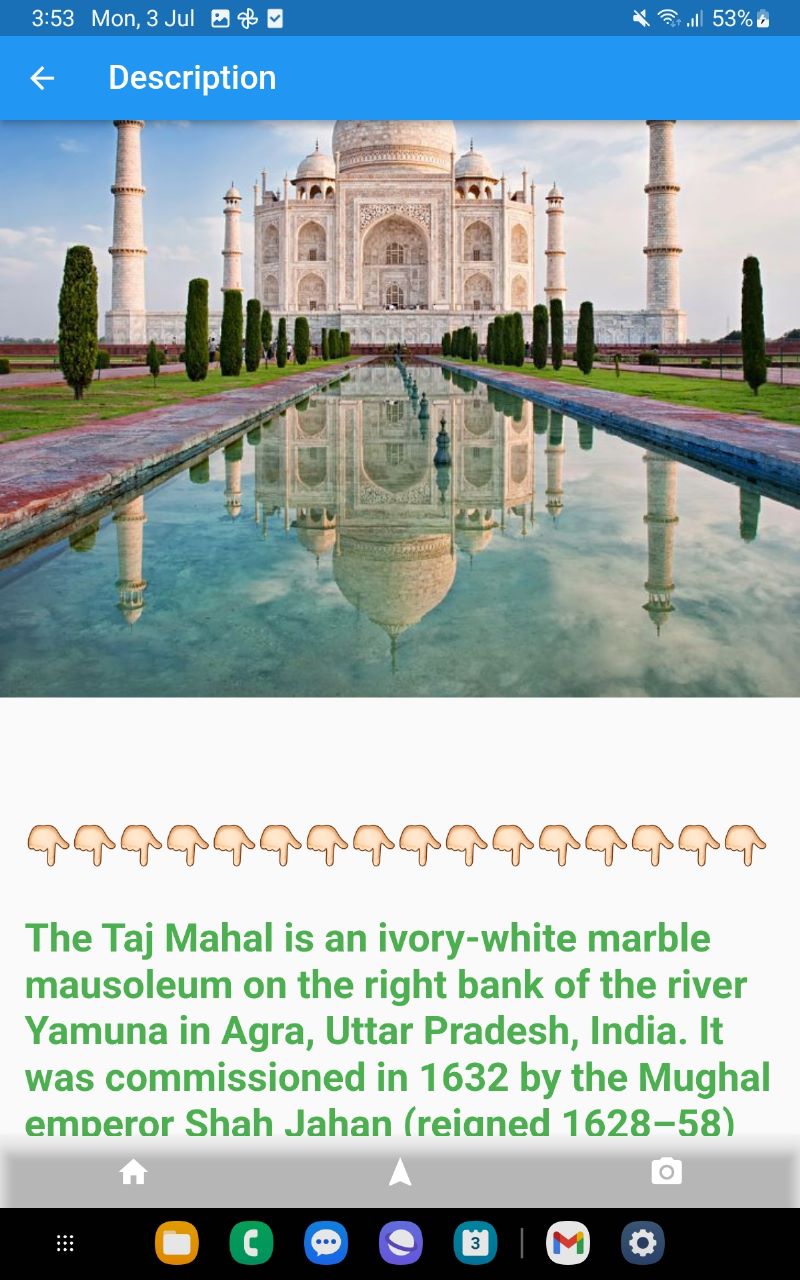 3:53 Mon, 3 Jul 53%
Description
The Taj Mahal is an ivory-white marble
mausoleum on the right bank of the river
Yamuna in Agra, Uttar Pradesh, India. It
was commissioned in 1632 by the Mughal
emperor Shah Jahan (reigned 1628–58)
3